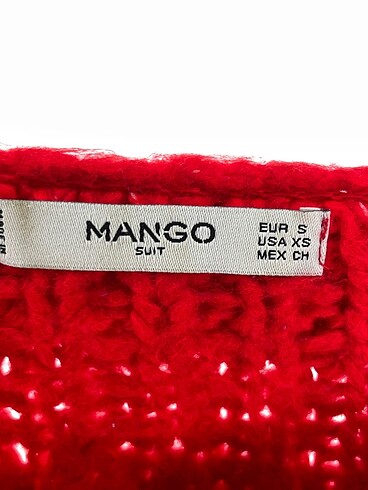 MANGO
SUIT
EUR S
USA XS
MEX CH